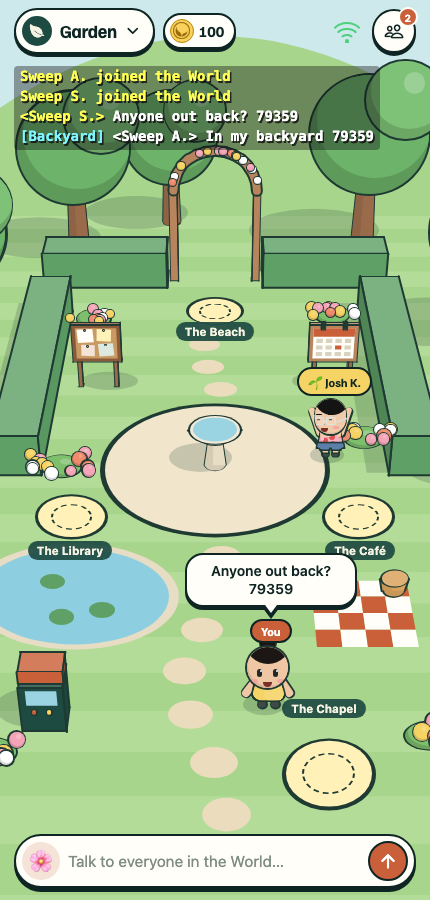 Garden
100
2
Sweep A. joined the World
Sweep S. joined the World
<Sweep S.> Anyone out back? 79359
[Backyard] <Sweep A.> In my backyard 79359
The Beach
Josh K.
The Library
The Café
Anyone out back?
79359
You
The Chapel
Talk to everyone in the World...